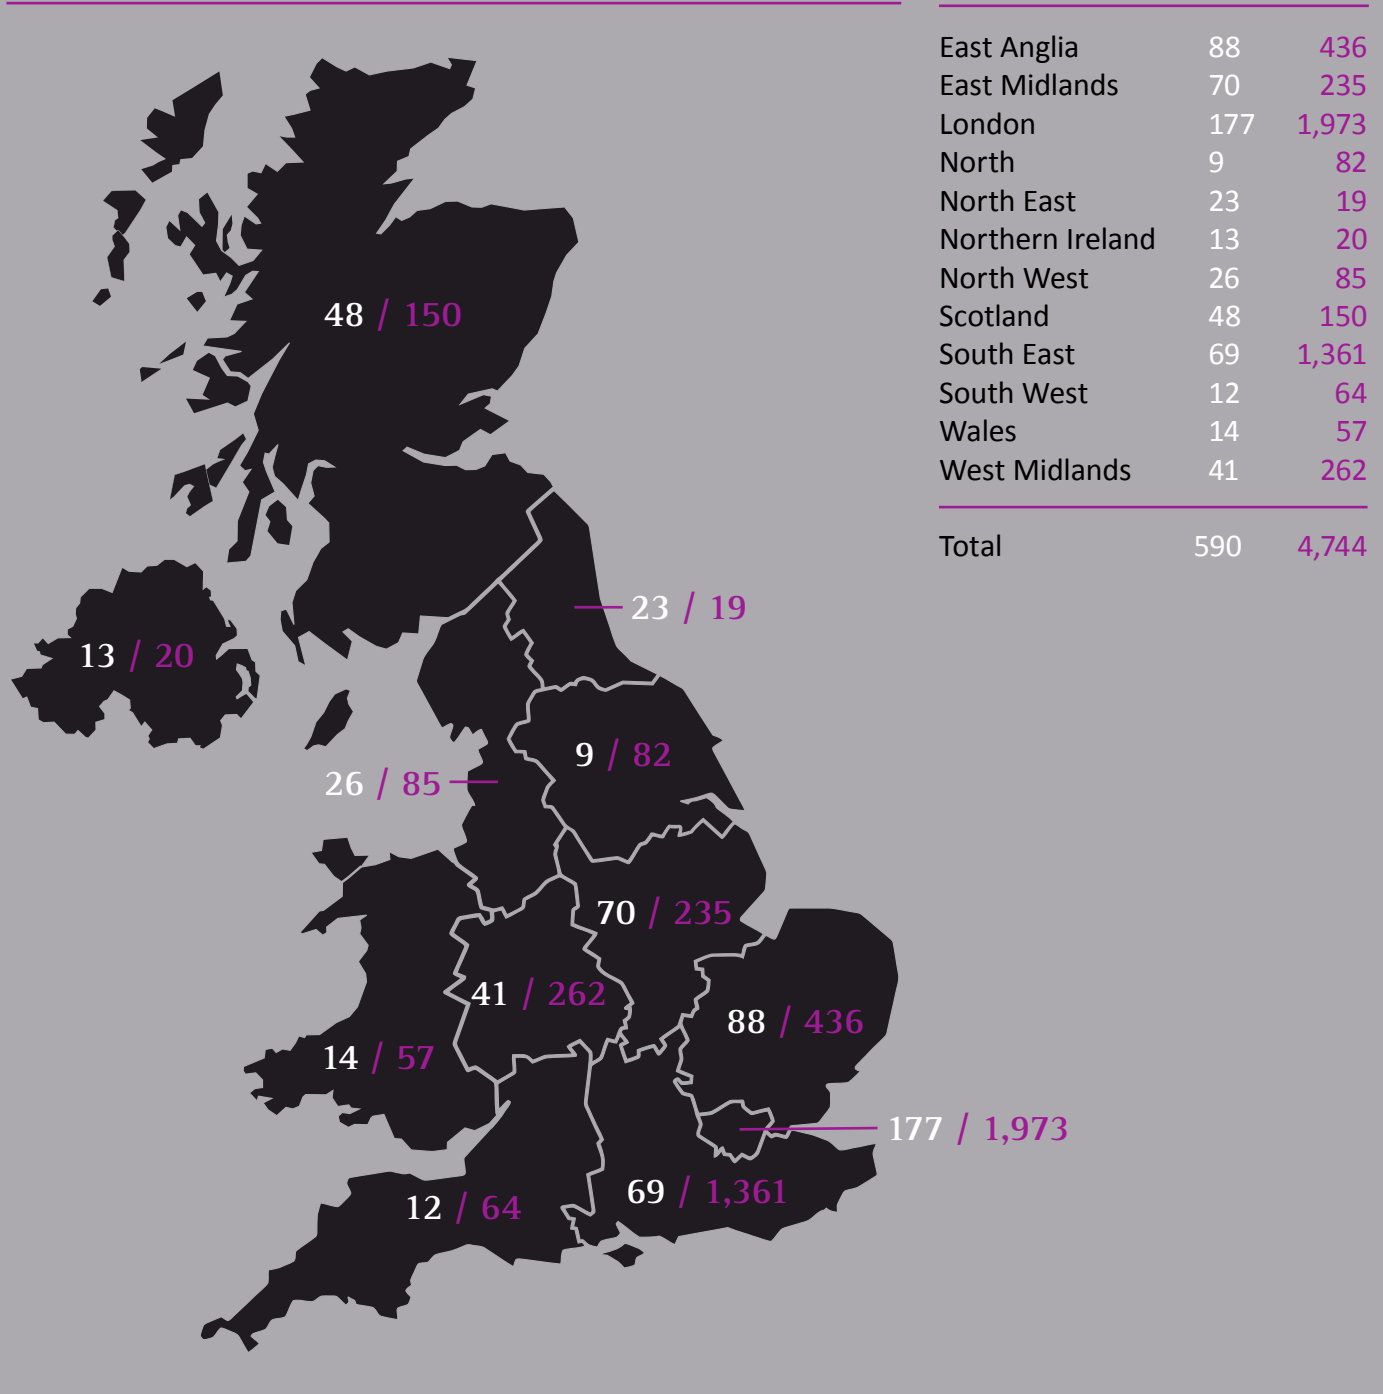 East Anglia 88 436
East Midlands 70 235
London 177 1,973
North 9 82
North East 23 19
Northern Ireland 13 20
North West 26 85
Scotland 48 150
South East 69 1,361
South West 12 64
Wales 14 57
West Midlands 41 262
Total 590 4,744
48 / 150
23 / 19
13 / 20
9 / 82
26 / 85
70 / 235
41 / 262
88 / 436
14 / 57
177 / 1,973
69 / 1,361
12 / 64